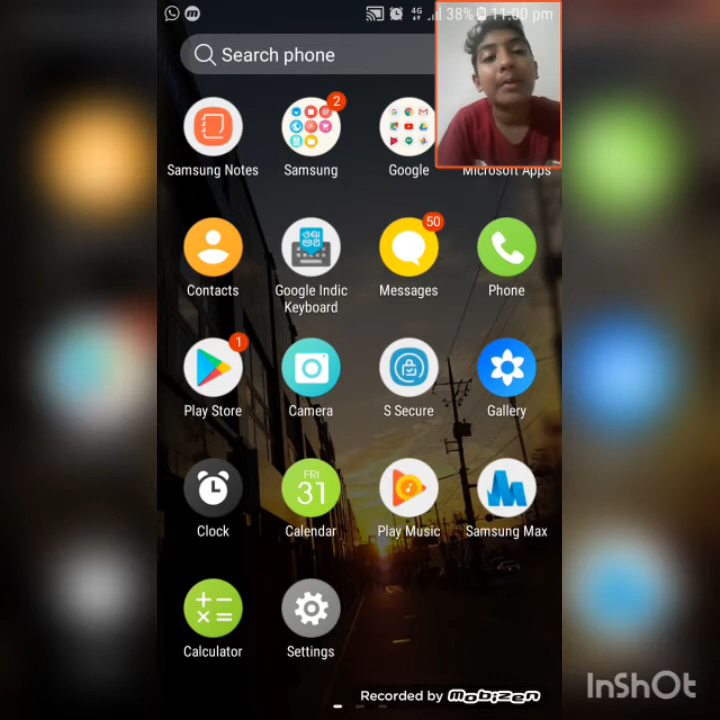 4G 38% 11:00 pm
Search phone
2
Samsung Notes Samsung Google Microsoft Apps
50
Contacts Google Indic Keyboard Messages Phone
1
Play Store Camera S Secure Gallery
FRI
31
Clock Calendar Play Music Samsung Max
Calculator Settings
Recorded by Mobizen
InShOt